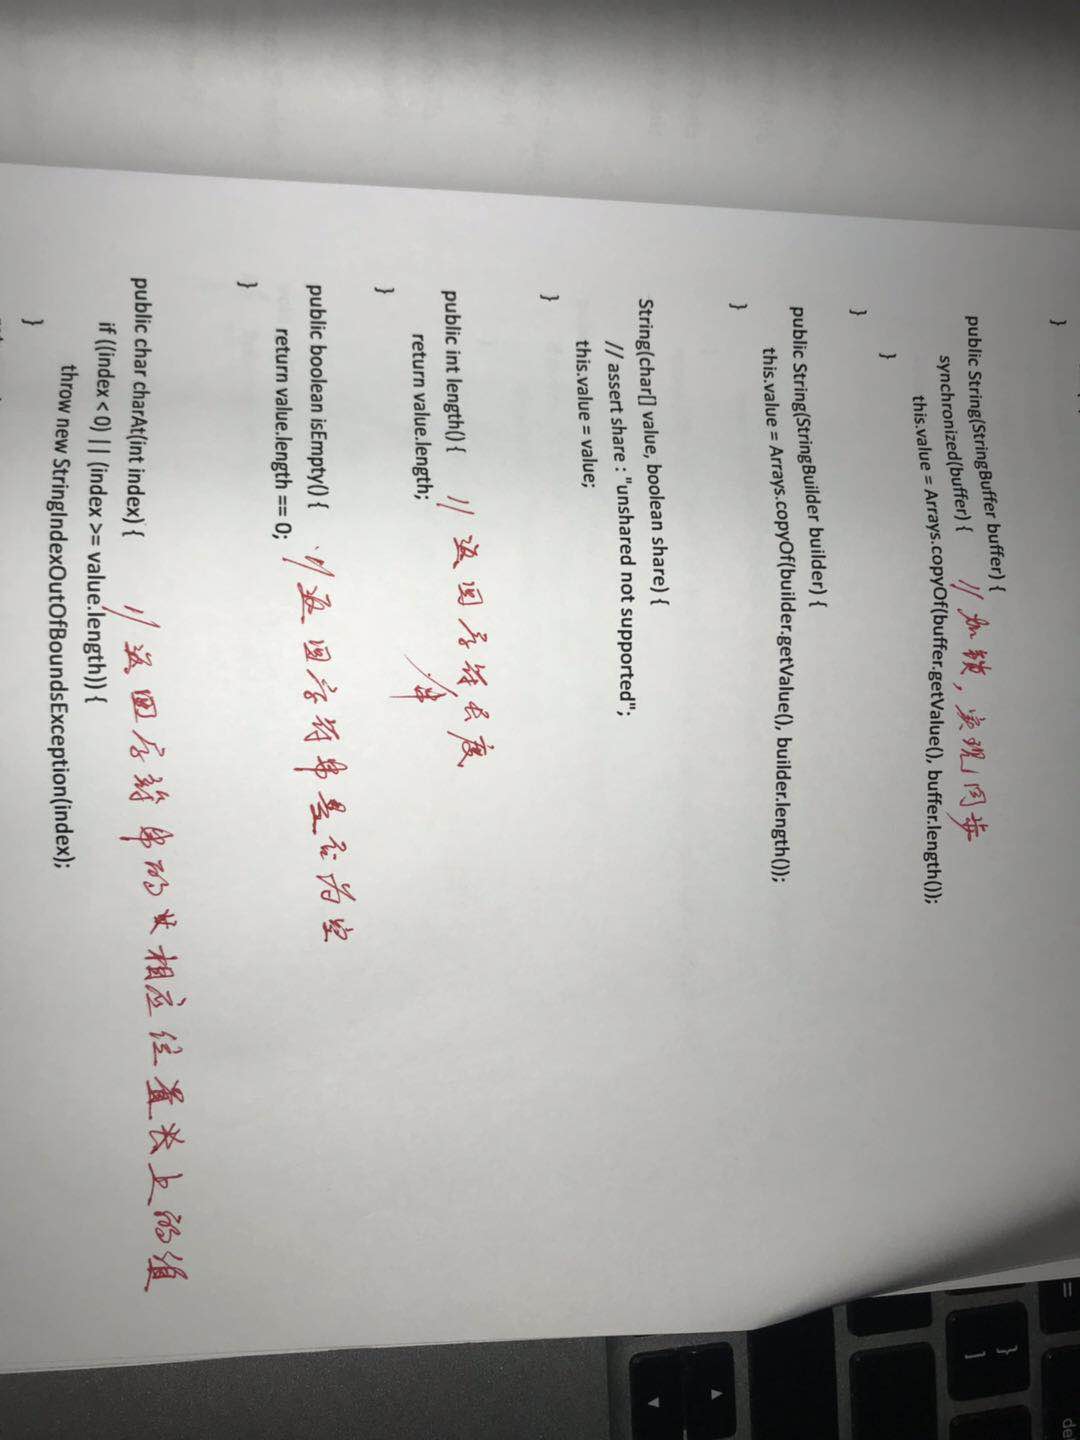 }
public String(StringBuffer buffer) {
synchronized(buffer) { // 加锁，实现同步
this.value = Arrays.copyOf(buffer.getValue(), buffer.length());
}
}
public String(StringBuilder builder) {
this.value = Arrays.copyOf(builder.getValue(), builder.length());
}
String(char[] value, boolean share) {
// assert share : "unshared not supported";
this.value = value;
}
public int length() { // 返回字符串长度
return value.length;
}
public boolean isEmpty() { // 返回字符串是否为空
return value.length == 0;
}
public char charAt(int index) { // 返回字符串的相应位置上的值
if ((index < 0) || (index >= value.length)) {
throw new StringIndexOutOfBoundsException(index);
}
=
}
]
de
▲
▼